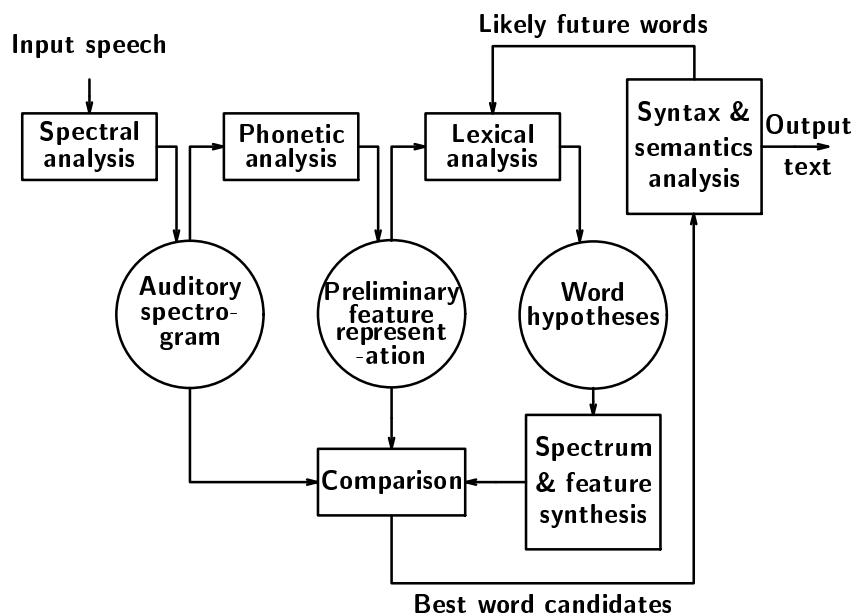 Likely future words
Input speech
Spectral
analysis
Phonetic
analysis
Lexical
analysis
Syntax &
semantics
analysis
Output
text
Auditory
spectro-
gram
Preliminary
feature
represent
-ation
Word
hypotheses
Comparison
Spectrum
& feature
synthesis
Best word candidates